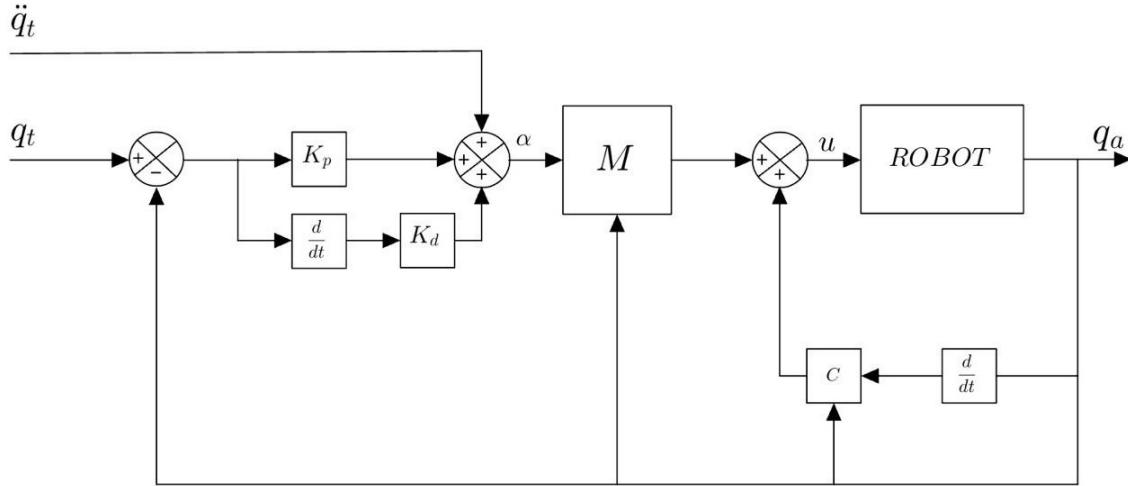 q̈_t
q_t
+
−
K_p
+
+
+
α
M
+
+
u
ROBOT
q_a
d/dt
K_d
C
d/dt